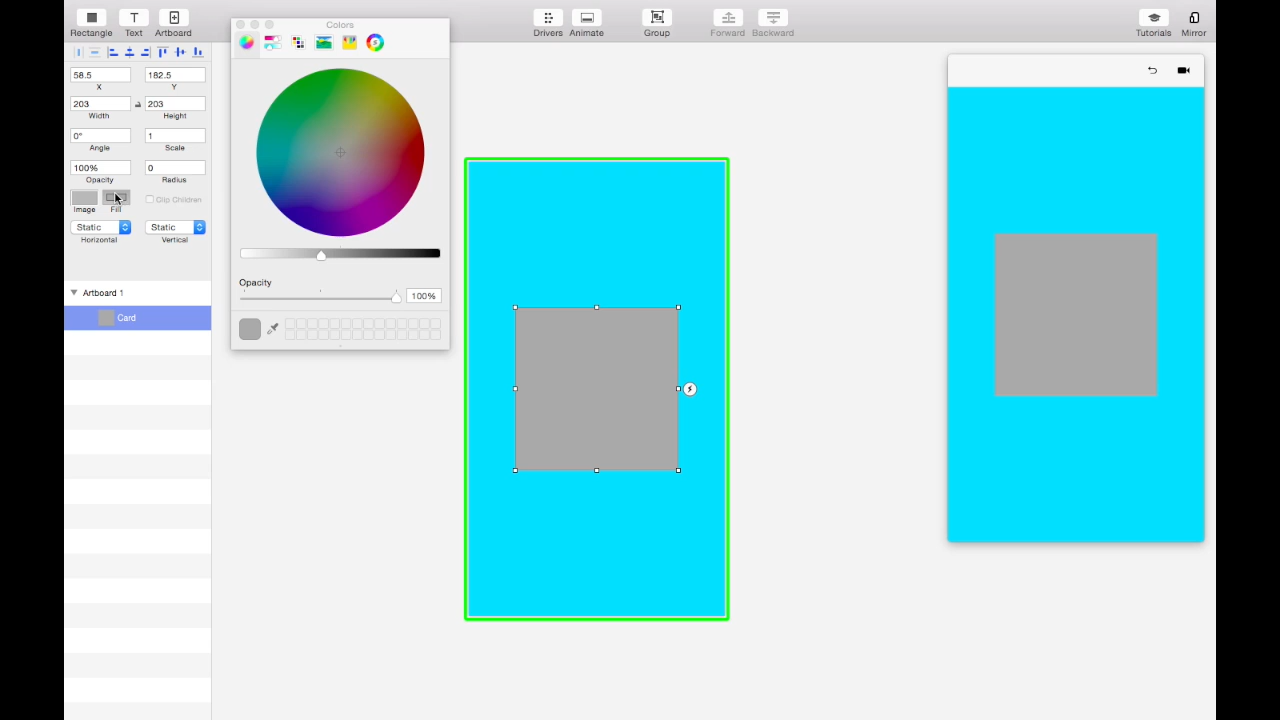 Rectangle Text Artboard
Colors
Drivers Animate Group Forward Backward Tutorials Mirror
58.5 182.5
X Y
203 203
Width Height
0° 1
Angle Scale
100% 0
Opacity Radius
Clip Children
Image Fill
Static Static
Horizontal Vertical
Opacity
100%
Artboard 1
Card